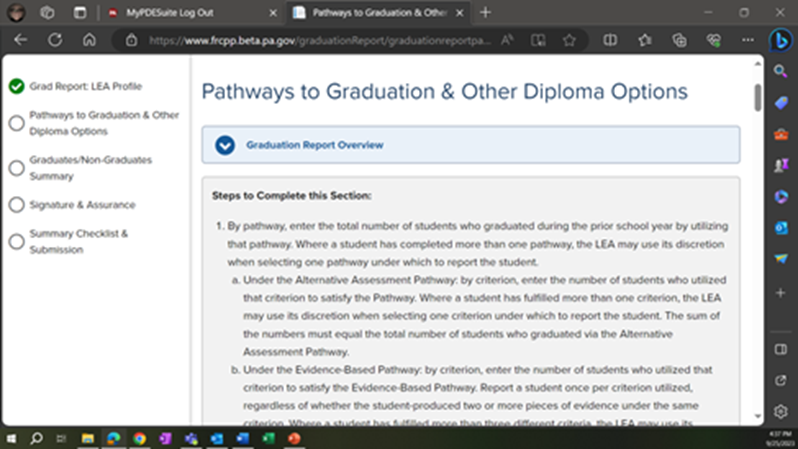 MyPDESuite Log Out
Pathways to Graduation & Other
https://www.frcpp.beta.pa.gov/graduationReport/graduationreportpa...
Grad Report: LEA Profile
Pathways to Graduation & Other
Diploma Options
Graduates/Non-Graduates
Summary
Signature & Assurance
Summary Checklist &
Submission
Pathways to Graduation & Other Diploma Options
Graduation Report Overview
Steps to Complete this Section:
1. By pathway, enter the total number of students who graduated during the prior school year by utilizing
that pathway. Where a student has completed more than one pathway, the LEA may use its discretion
when selecting one pathway under which to report the student.
a. Under the Alternative Assessment Pathway: by criterion, enter the number of students who utilized
that criterion to satisfy the Pathway. Where a student has fulfilled more than one criterion, the LEA
may use its discretion when selecting one criterion under which to report the student. The sum of
the numbers must equal the total number of students who graduated via the Alternative
Assessment Pathway.
b. Under the Evidence-Based Pathway: by criterion, enter the number of students who utilized that
criterion to satisfy the Evidence-Based Pathway. Report a student once per criterion utilized,
regardless of whether the student-produced two or more pieces of evidence under the same
criterion. Where a student has fulfilled more than three different criteria, the LEA may use its
4:37 PM
9/25/2023